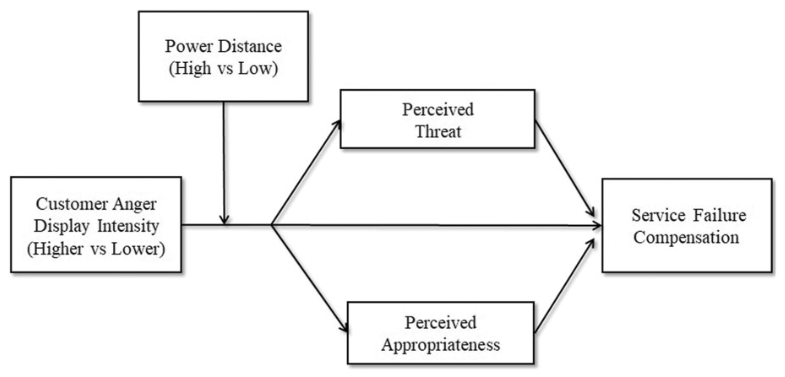 Power Distance
(High vs Low)
Perceived
Threat
Customer Anger
Display Intensity
(Higher vs Lower)
Service Failure
Compensation
Perceived
Appropriateness